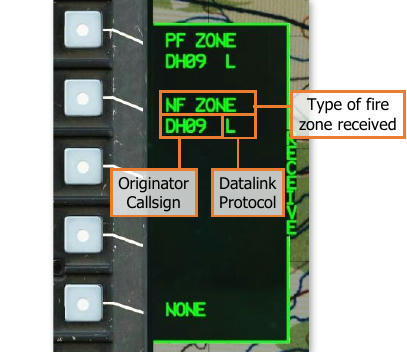 PF ZONE
DH09 L
NF ZONE
DH09 L
Type of fire
zone received
Originator
Callsign
Datalink
Protocol
RECEIVE
NONE